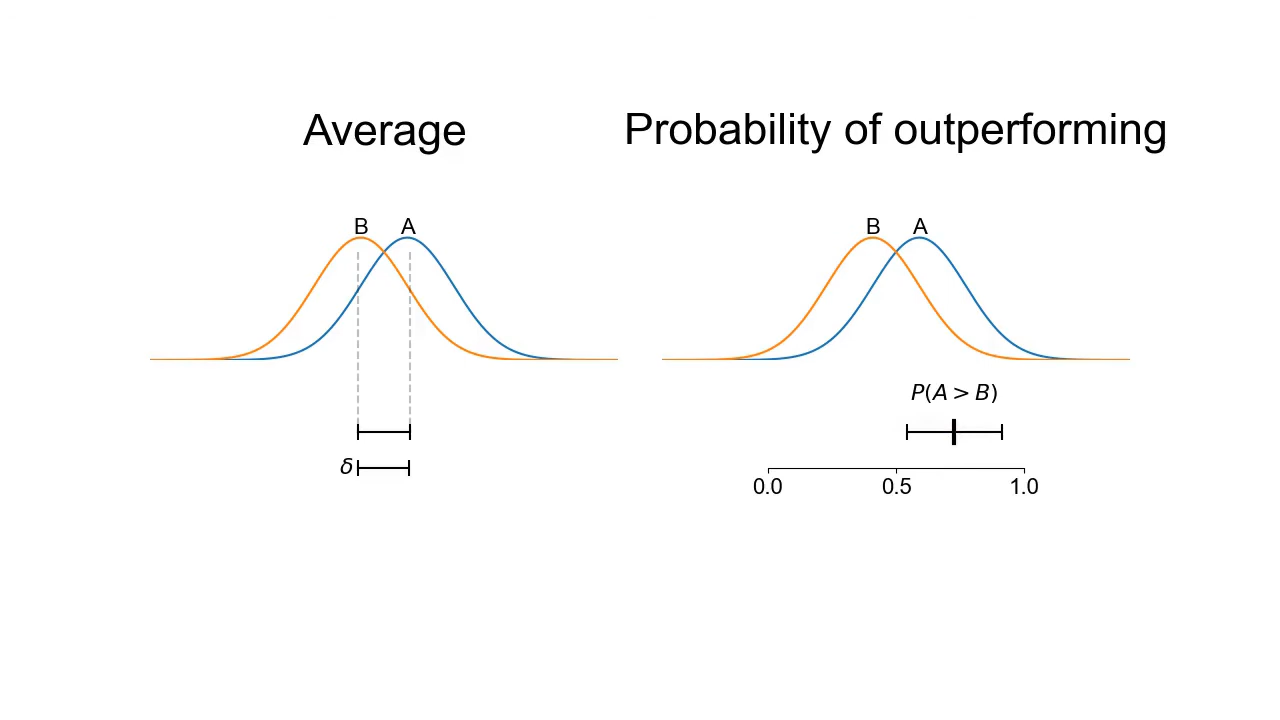 Average
B A
δ
Probability of outperforming
B A
P(A > B)
0.0 0.5 1.0